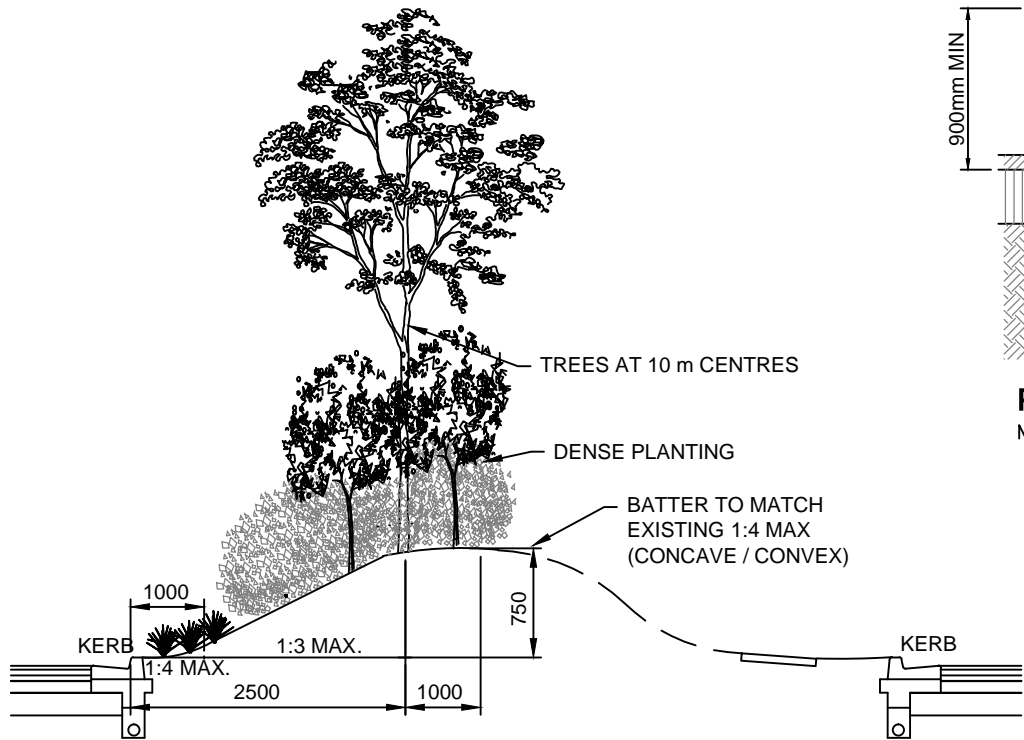 900mm MIN
TREES AT 10 m CENTRES
DENSE PLANTING
BATTER TO MATCH
EXISTING 1:4 MAX
(CONCAVE / CONVEX)
1000
750
KERB
1:3 MAX.
KERB
1:4 MAX.
2500
1000